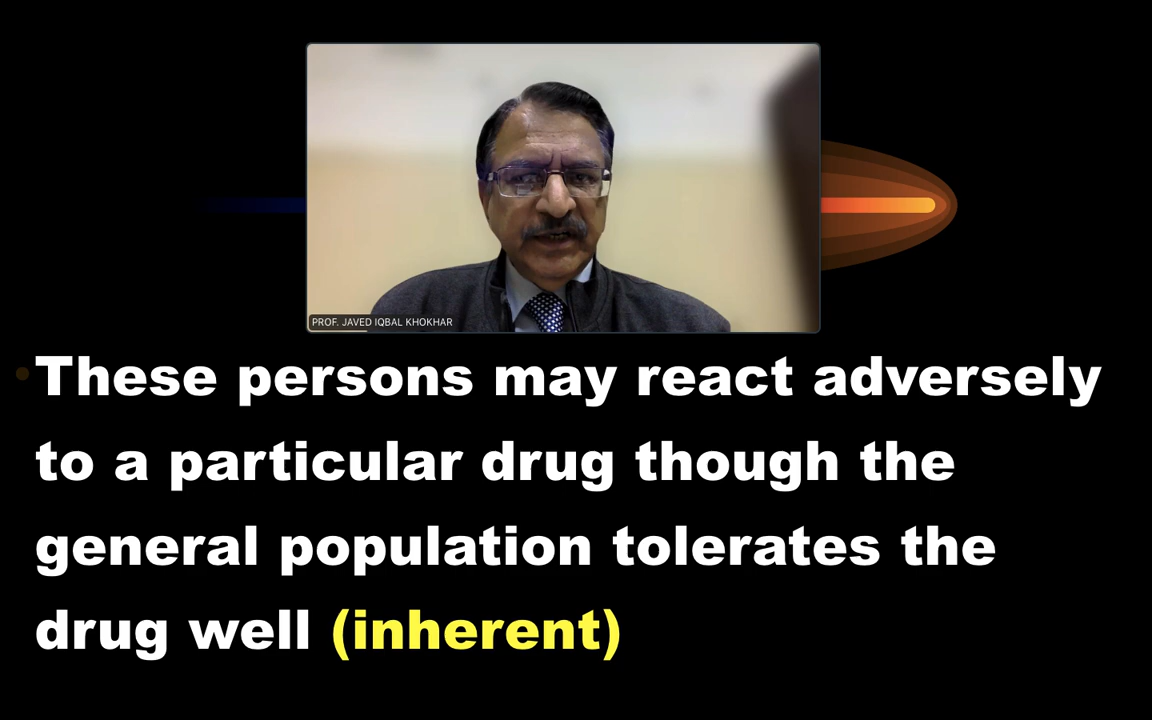 PROF. JAVED IQBAL KHOKHAR
•These persons may react adversely
to a particular drug though the
general population tolerates the
drug well (inherent)